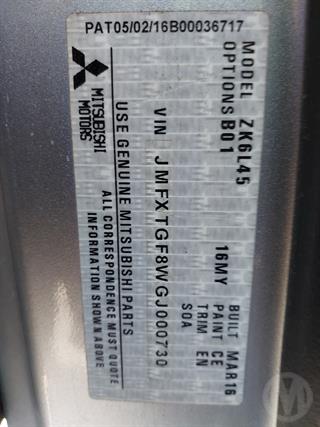 PAT05/02/16B00036717
MITSUBISHI
MOTORS
MODEL ZK6L45
OPTIONS B01
16MY
BUILT MAR16
PAINT CE
TRIM EN
SOA
VIN JMFXTGF8WGJ000730
USE GENUINE MITSUBISHI PARTS
ALL CORRESPONDENCE MUST QUOTE
INFORMATION SHOWN ABOVE